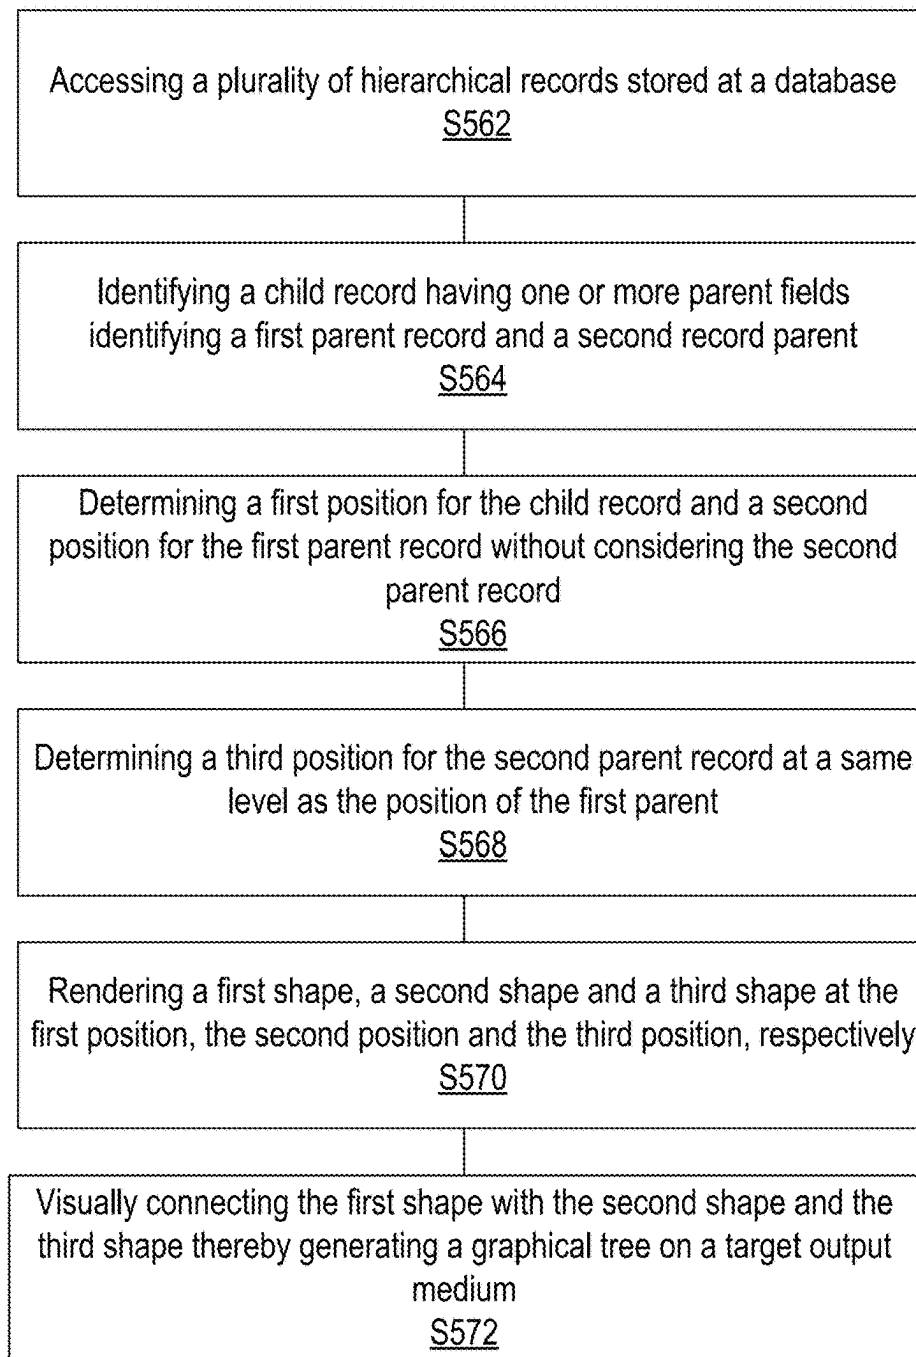 Accessing a plurality of hierarchical records stored at a database
S562
Identifying a child record having one or more parent fields
identifying a first parent record and a second record parent
S564
Determining a first position for the child record and a second
position for the first parent record without considering the second
parent record
S566
Determining a third position for the second parent record at a same
level as the position of the first parent
S568
Rendering a first shape, a second shape and a third shape at the
first position, the second position and the third position, respectively
S570
Visually connecting the first shape with the second shape and the
third shape thereby generating a graphical tree on a target output
medium
S572